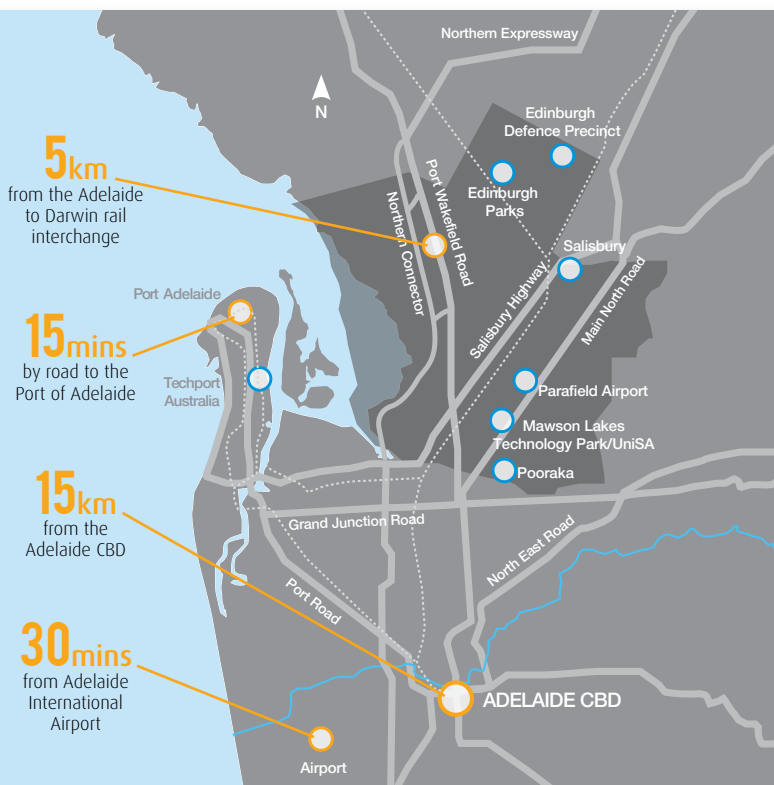 Northern Expressway
N
Edinburgh
Defence Precinct
5km
from the Adelaide
to Darwin rail
interchange
Port Wakefield Road
Edinburgh
Parks
Northern Connector
Salisbury
Salisbury Highway
Main North Road
Port Adelaide
15mins
by road to the
Port of Adelaide
Techport
Australia
Parafield Airport
Mawson Lakes
Technology Park/UniSA
Pooraka
15km
from the
Adelaide CBD
Grand Junction Road
North East Road
Port Road
30mins
from Adelaide
International
Airport
ADELAIDE CBD
Airport